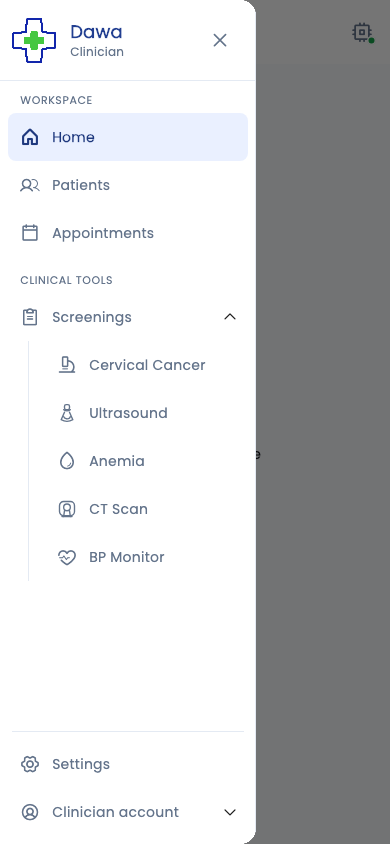 Dawa
Clinician
WORKSPACE
Home
Patients
Appointments
CLINICAL TOOLS
Screenings
Cervical Cancer
Ultrasound
Anemia
CT Scan
BP Monitor
Settings
Clinician account